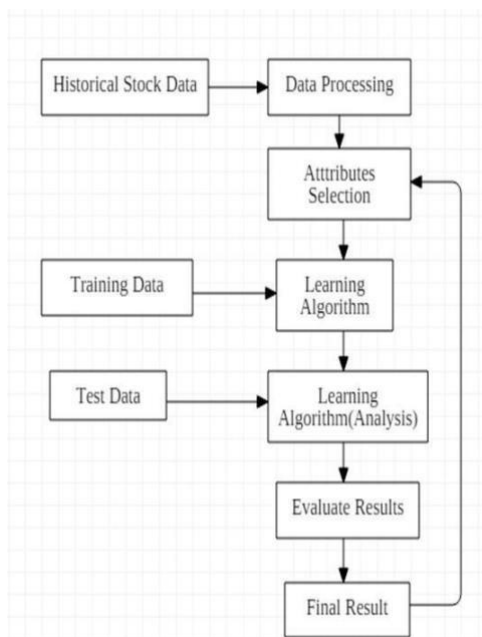 Historical Stock Data
Data Processing
Atttributes
Selection
Training Data
Learning
Algorithm
Test Data
Learning
Algorithm(Analysis)
Evaluate Results
Final Result